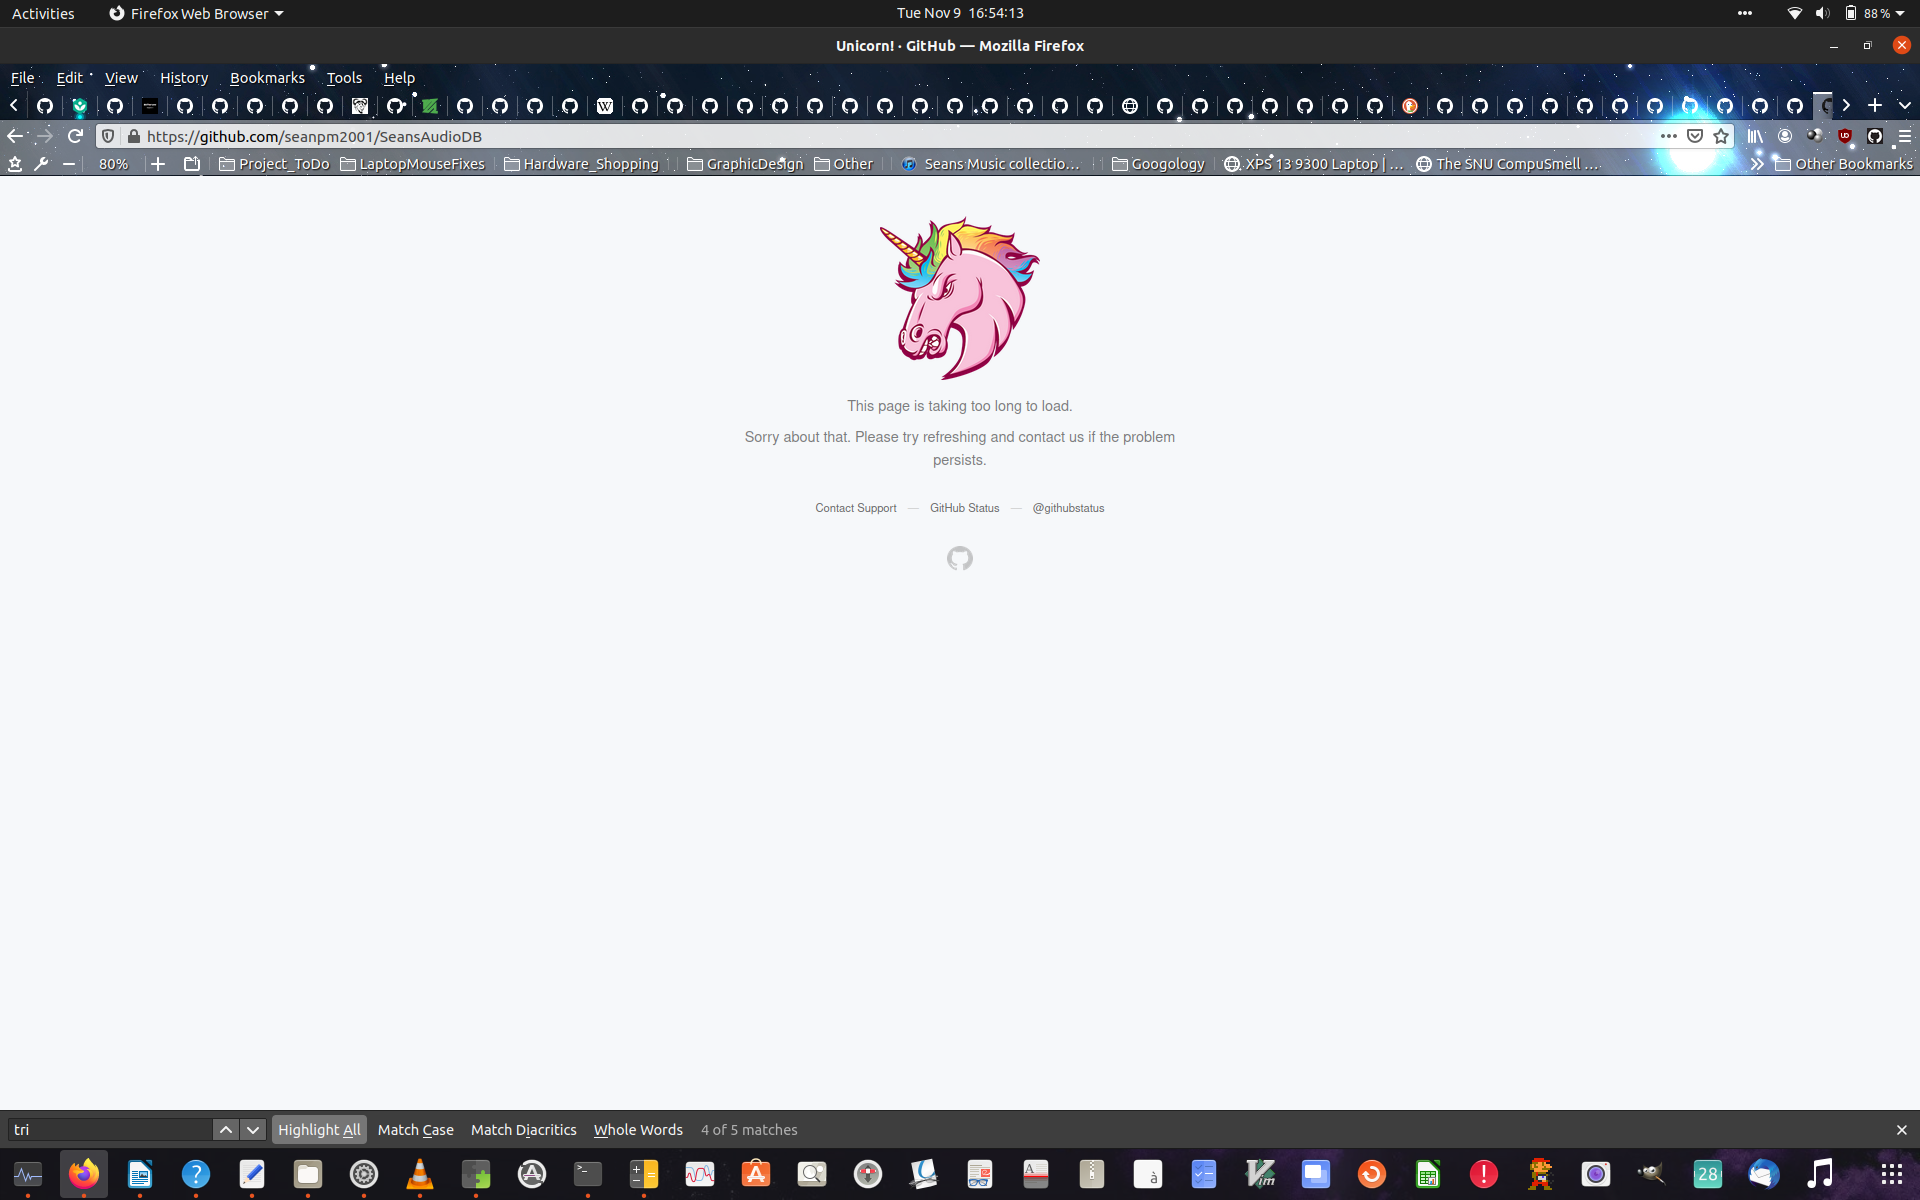 Activities Firefox Web Browser Tue Nov 9 16:54:13 88 %
Unicorn! · GitHub — Mozilla Firefox
File Edit View History Bookmarks Tools Help
W
https://github.com/seanpm2001/SeansAudioDB
80% Project_ToDo LaptopMouseFixes Hardware_Shopping GraphicDesign Other Seans Music collectio… Googology XPS 13 9300 Laptop | … The SNU CompuSmell … Other Bookmarks
This page is taking too long to load.
Sorry about that. Please try refreshing and contact us if the problem
persists.
Contact Support — GitHub Status — @githubstatus
tri Highlight All Match Case Match Diacritics Whole Words 4 of 5 matches
28